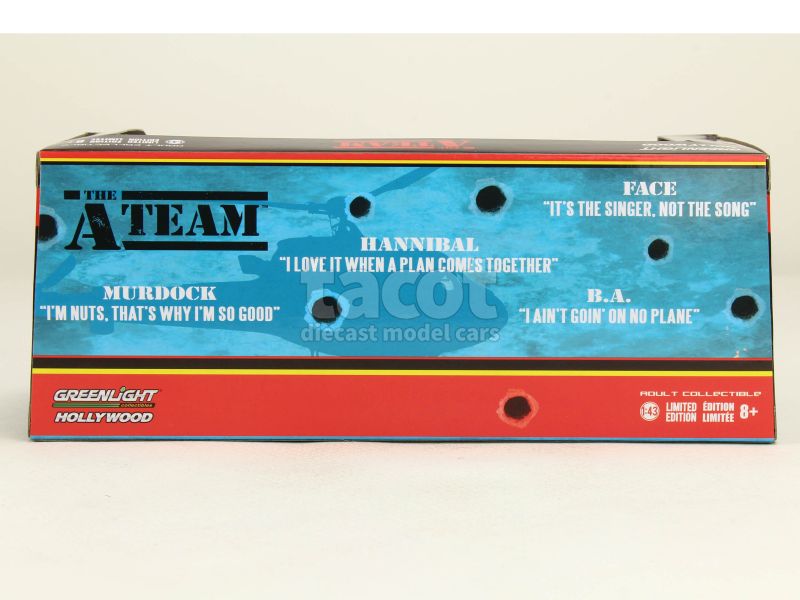 A-TEAM
THE
A TEAM
FACE
"IT'S THE SINGER, NOT THE SONG"
HANNIBAL
"I LOVE IT WHEN A PLAN COMES TOGETHER"
MURDOCK
"I'M NUTS, THAT'S WHY I'M SO GOOD"
B.A.
"I AIN'T GOIN' ON NO PLANE"
tacot
diecast model cars
GREENLIGHT
collectibles
HOLLYWOOD
ADULT COLLECTIBLE
1:43 LIMITED EDITION ÉDITION LIMITÉE 8+